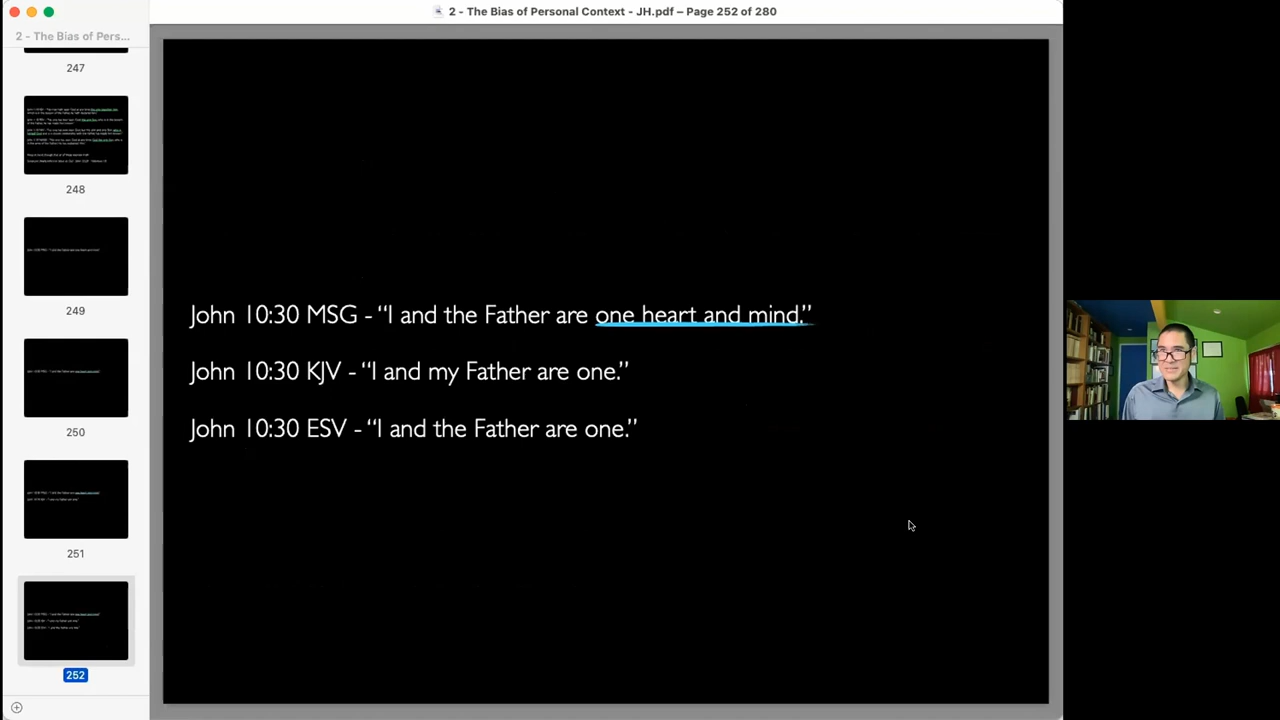 2 - The Bias of Personal Context - JH.pdf – Page 252 of 280
2 - The Bias of Pers...
247
248
249
250
251
252
John 10:30 MSG - “I and the Father are one heart and mind.”
John 10:30 KJV - “I and my Father are one.”
John 10:30 ESV - “I and the Father are one.”